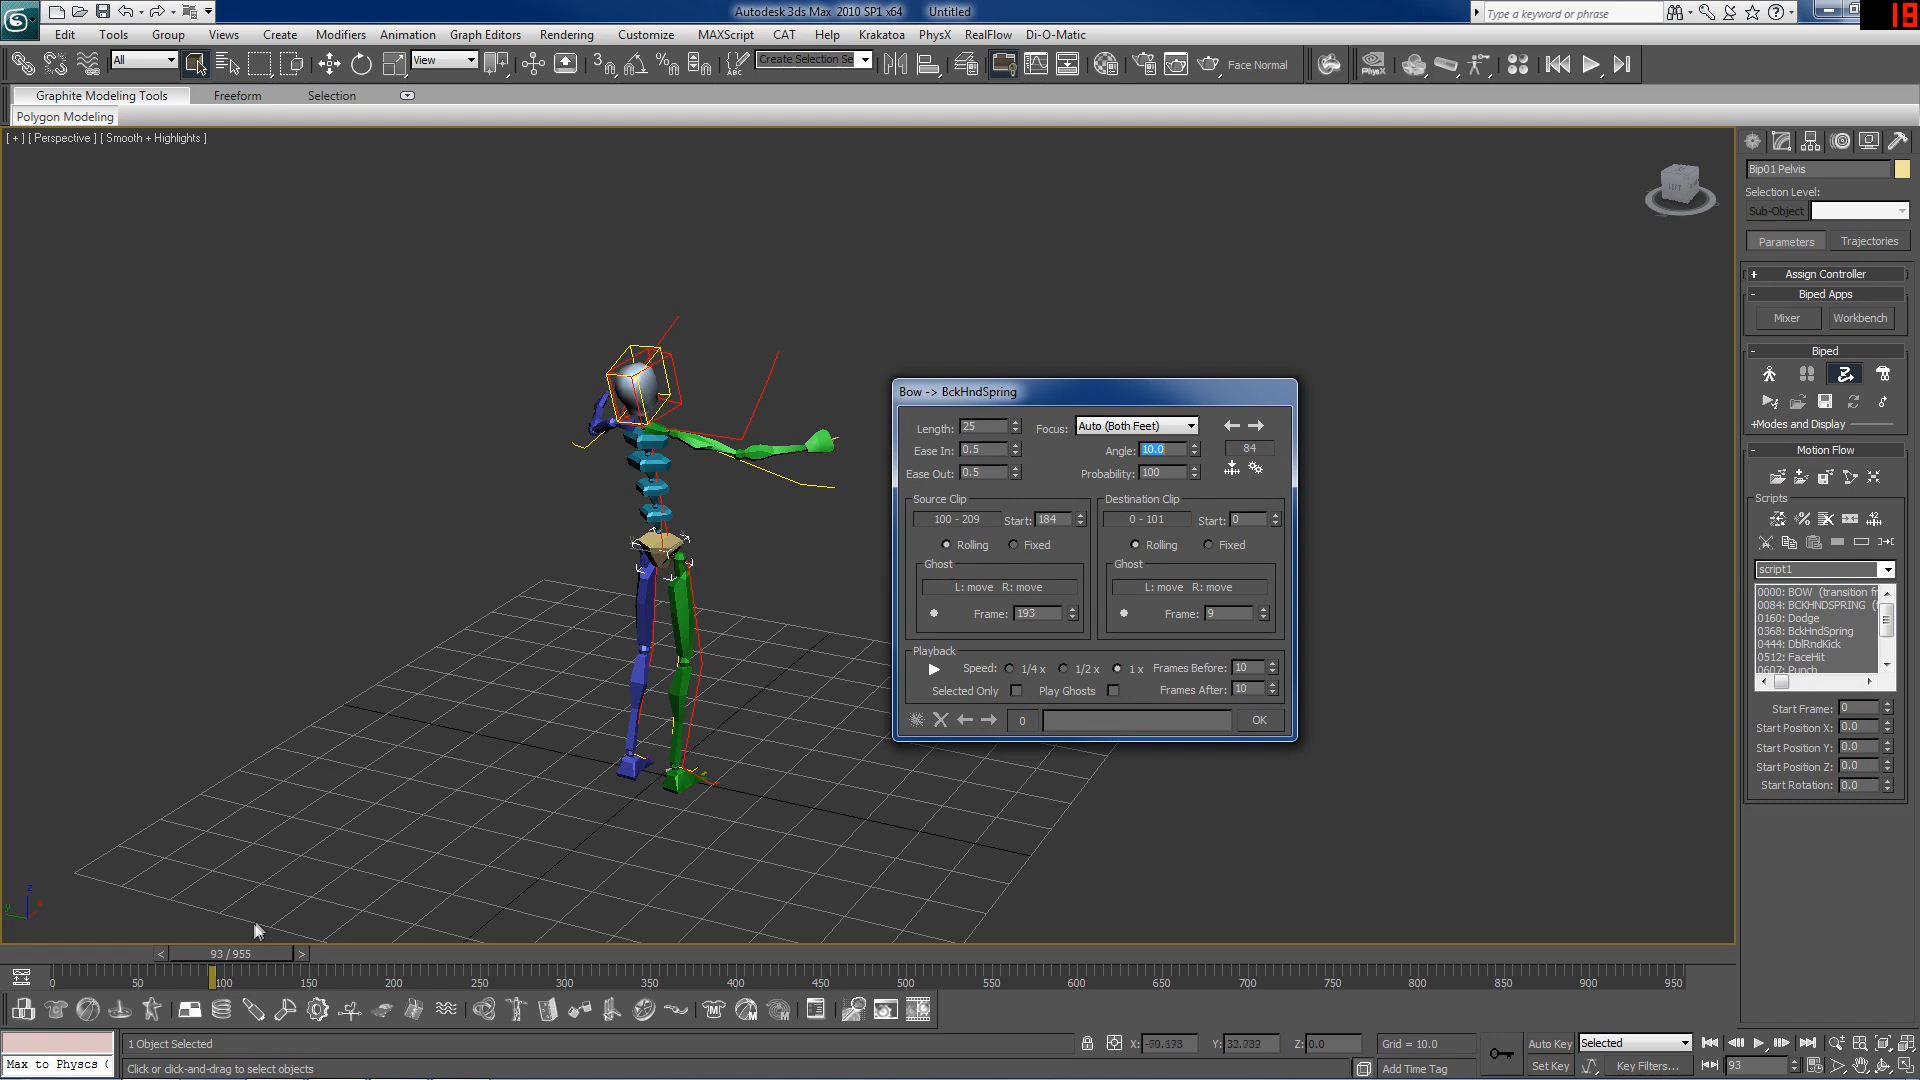 Autodesk 3ds Max 2010 SP1 x64 Untitled
Type a keyword or phrase
18
Edit Tools Group Views Create Modifiers Animation Graph Editors Rendering Customize MAXScript CAT Help Krakatoa PhysX RealFlow Di-O-Matic
All View Create Selection Se Face Normal
Graphite Modeling Tools Freeform Selection
Polygon Modeling
[ + ] [ Perspective ] [ Smooth + Highlights ]
Bip01 Pelvis
Selection Level:
Sub-Object
Parameters Trajectories
+ Assign Controller
- Biped Apps
Mixer Workbench
- Biped
+Modes and Display
- Motion Flow
Scripts
script1
0000: BOW (transition fr
0084: BCKHNDSPRING (
0160: Dodge
0368: BckHndSpring
0444: DblRndKick
0512: FaceHit
0607: Punch
Start Frame: 0
Start Position X: 0.0
Start Position Y: 0.0
Start Position Z: 0.0
Start Rotation: 0.0
Bow -> BckHndSpring
Length: 25 Focus: Auto (Both Feet)
Ease In: 0.5 Angle: 10.0 84
Ease Out: 0.5 Probability: 100
Source Clip Destination Clip
100 - 209 Start: 184 0 - 101 Start: 0
Rolling Fixed Rolling Fixed
Ghost Ghost
L: move R: move L: move R: move
Frame: 193 Frame: 9
Playback
Speed: 1/4 x 1/2 x 1 x Frames Before: 10
Selected Only Play Ghosts Frames After: 10
0 OK
LEFT
z
< 93 / 955 >
0 50 100 150 200 250 300 350 400 450 500 550 600 650 700 750 800 850 900 950
1 Object Selected X: Y: Z: 0.0 Grid = 10.0 Auto Key Selected
Max to Physcs ( Click or click-and-drag to select objects Add Time Tag Set Key Key Filters... 93